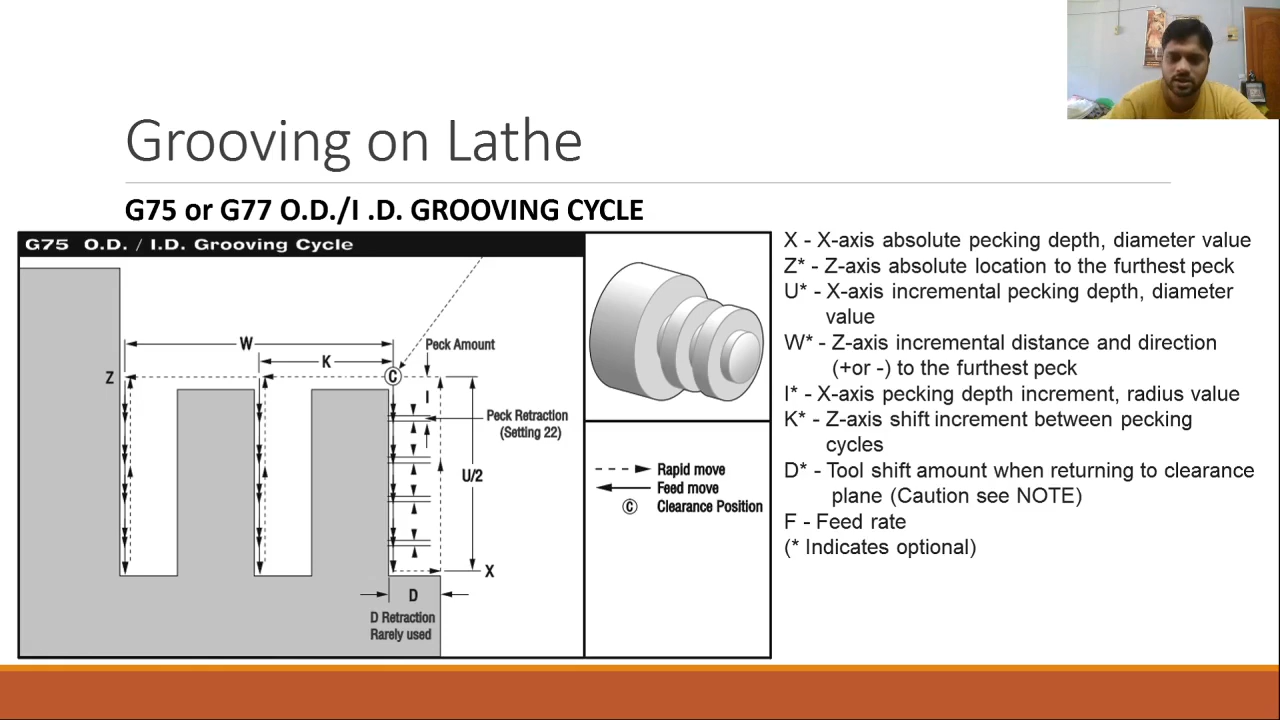 Grooving on Lathe
G75 or G77 O.D./I .D. GROOVING CYCLE
G75 O.D. / I.D. Grooving Cycle
W
Peck Amount
K
Z
C
I
Peck Retraction
(Setting 22)
U/2
X
D
D Retraction
Rarely used
Rapid move
Feed move
C Clearance Position
X - X-axis absolute pecking depth, diameter value
Z* - Z-axis absolute location to the furthest peck
U* - X-axis incremental pecking depth, diameter
value
W* - Z-axis incremental distance and direction
(+or -) to the furthest peck
I* - X-axis pecking depth increment, radius value
K* - Z-axis shift increment between pecking
cycles
D* - Tool shift amount when returning to clearance
plane (Caution see NOTE)
F - Feed rate
(* Indicates optional)